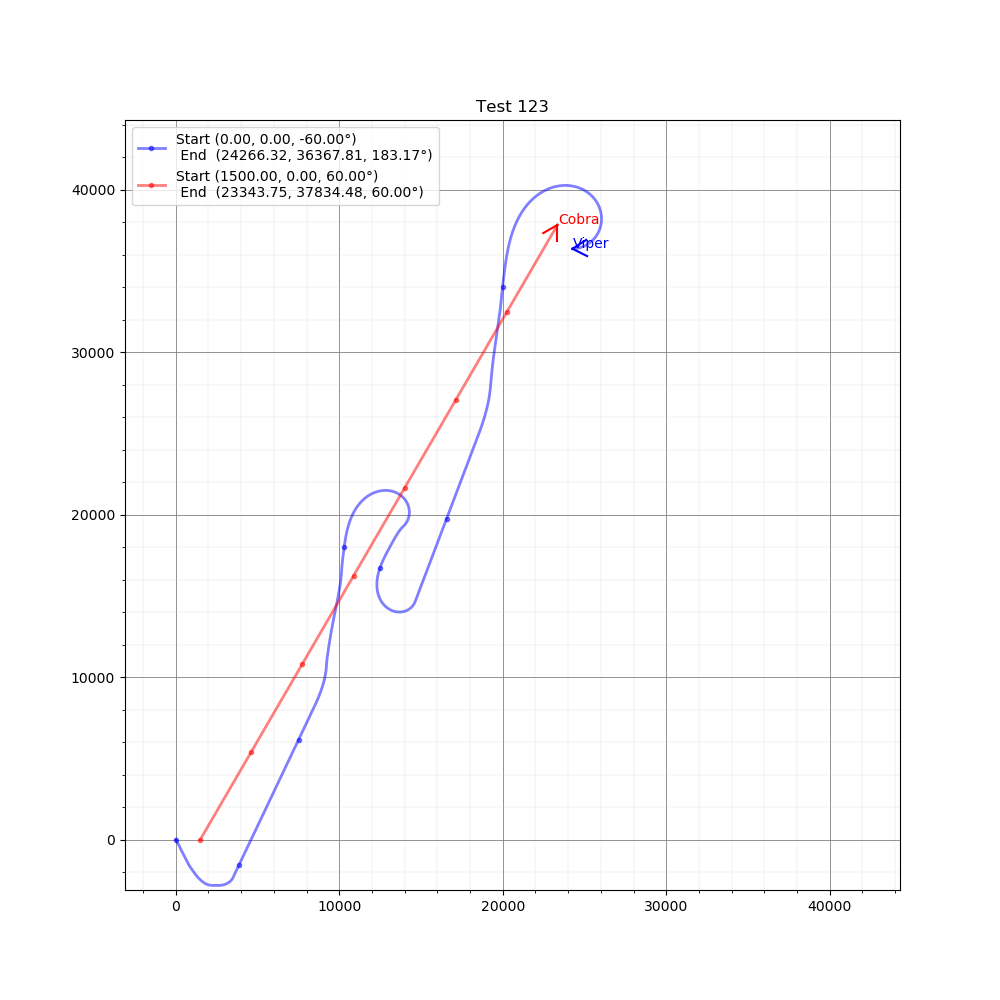 Test 123
Start (0.00, 0.00, -60.00°)
End (24266.32, 36367.81, 183.17°)
Start (1500.00, 0.00, 60.00°)
End (23343.75, 37834.48, 60.00°)
40000
Cobra
Viper
30000
20000
10000
0
0 10000 20000 30000 40000